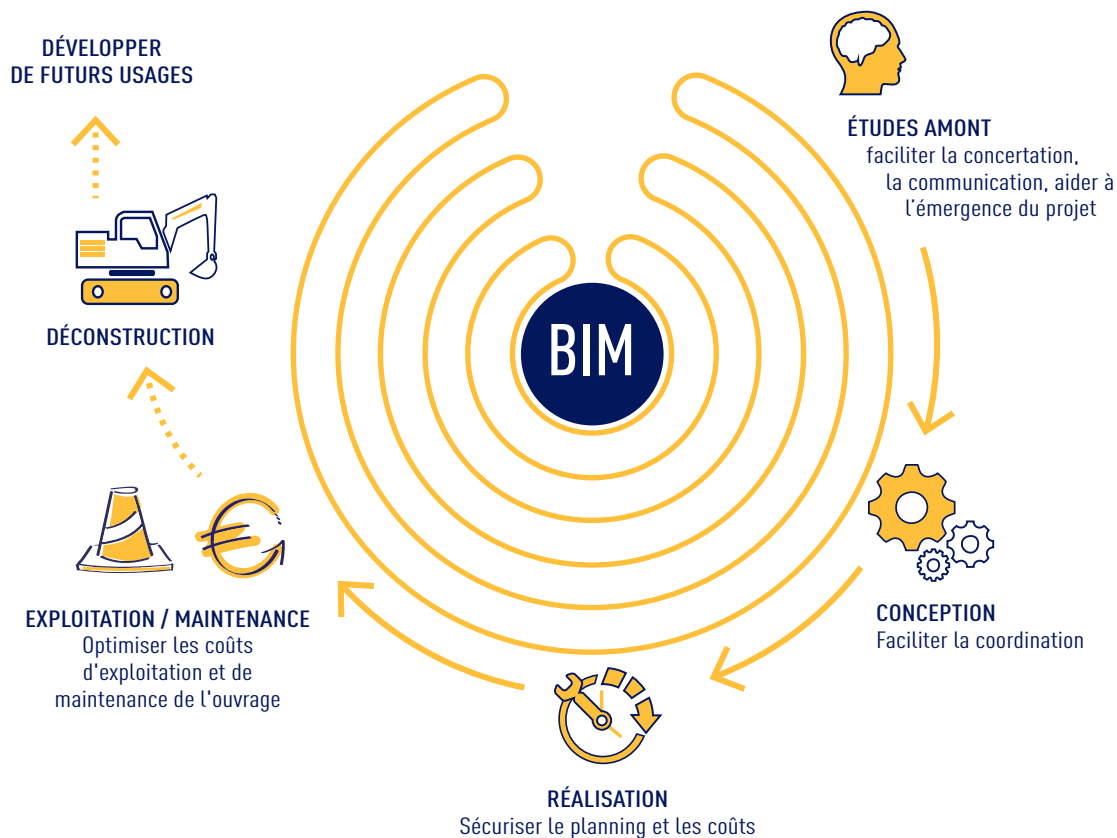 DÉVELOPPER
DE FUTURS USAGES
DÉCONSTRUCTION
EXPLOITATION / MAINTENANCE
Optimiser les coûts
d'exploitation et de
maintenance de l'ouvrage
BIM
ÉTUDES AMONT
faciliter la concertation,
la communication, aider à
l’émergence du projet
CONCEPTION
Faciliter la coordination
RÉALISATION
Sécuriser le planning et les coûts